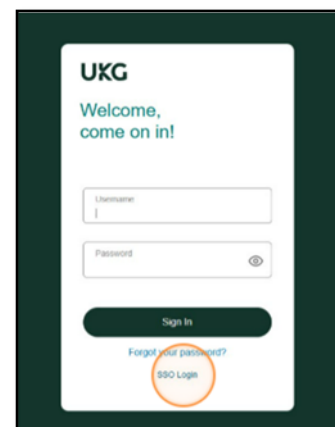 UKG
Welcome,
come on in!
Username
Password
Sign In
Forgot your password?
SSO Login